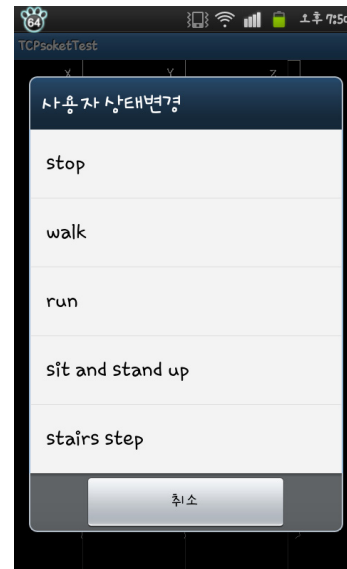 64
오후 7:50
TCPsoketTest
X Y Z
사용자 상태변경
stop
walk
run
sit and stand up
stairs step
취소